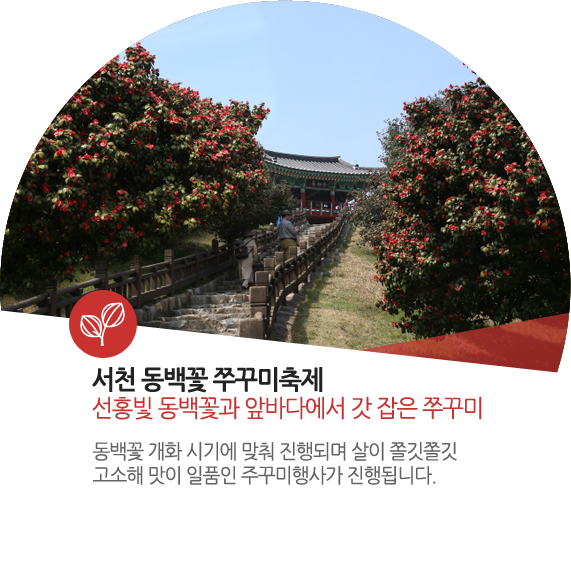 서천 동백꽃 쭈꾸미축제
선홍빛 동백꽃과 앞바다에서 갓 잡은 쭈꾸미
동백꽃 개화 시기에 맞춰 진행되며 살이 쫄깃쫄깃
고소해 맛이 일품인 주꾸미행사가 진행됩니다.